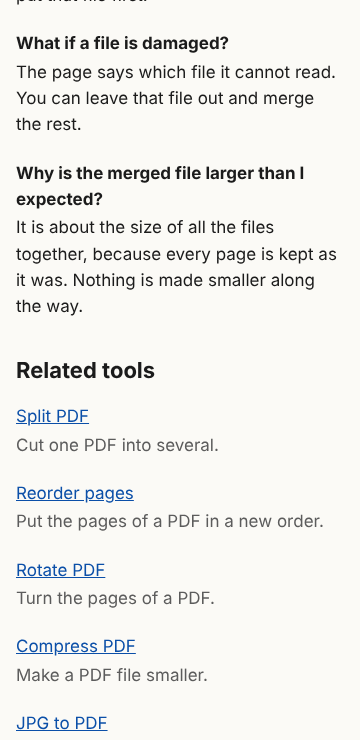 What if a file is damaged?
The page says which file it cannot read.
You can leave that file out and merge
the rest.
Why is the merged file larger than I
expected?
It is about the size of all the files
together, because every page is kept as
it was. Nothing is made smaller along
the way.
Related tools
Split PDF
Cut one PDF into several.
Reorder pages
Put the pages of a PDF in a new order.
Rotate PDF
Turn the pages of a PDF.
Compress PDF
Make a PDF file smaller.
JPG to PDF